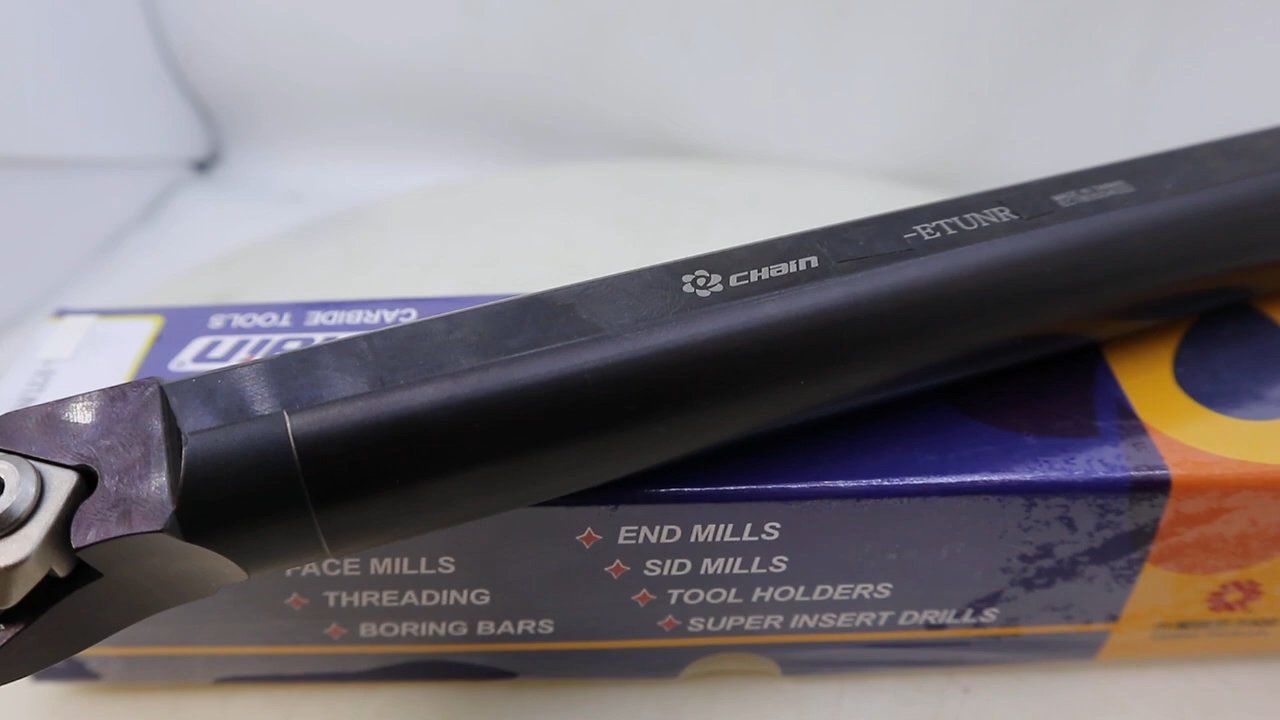 CHain
-ETUNR
CARBIDE TOOLS
END MILLS
FACE MILLS
SID MILLS
THREADING
TOOL HOLDERS
BORING BARS
SUPER INSERT DRILLS